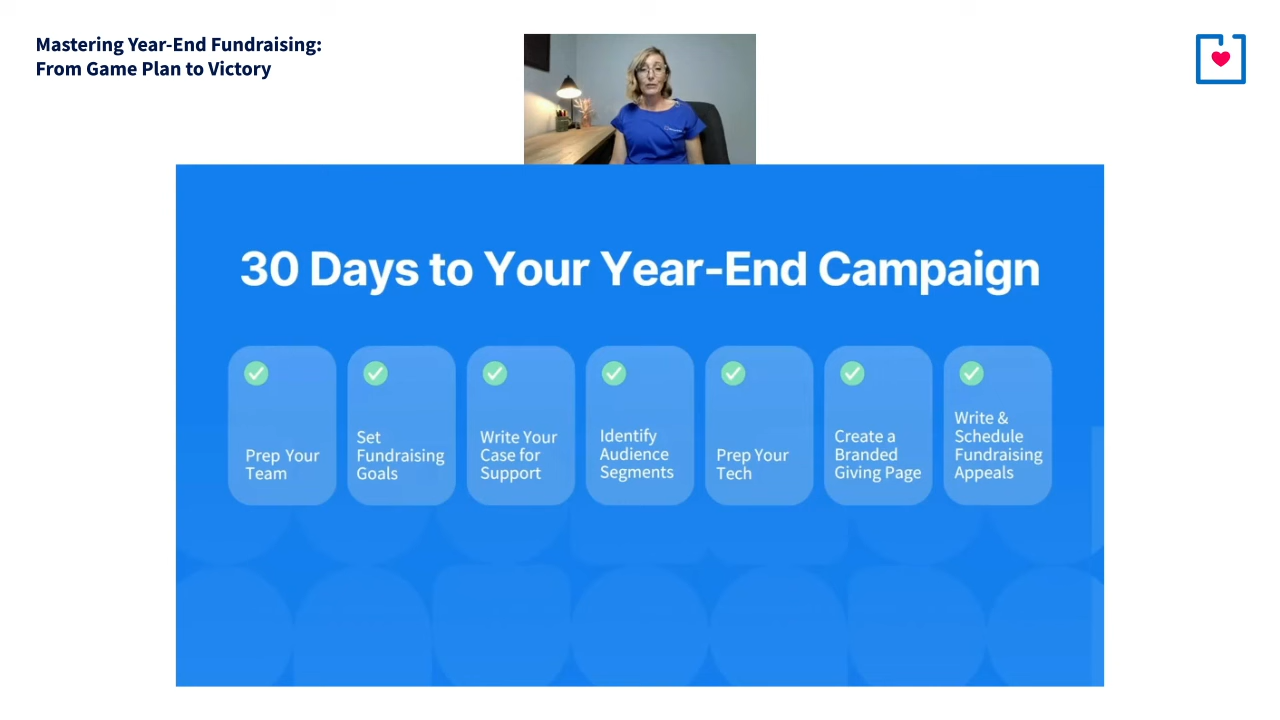 Mastering Year-End Fundraising:
From Game Plan to Victory
30 Days to Your Year-End Campaign
Prep Your
Team
Set
Fundraising
Goals
Write Your
Case for
Support
Identify
Audience
Segments
Prep Your
Tech
Create a
Branded
Giving Page
Write &
Schedule
Fundraising
Appeals